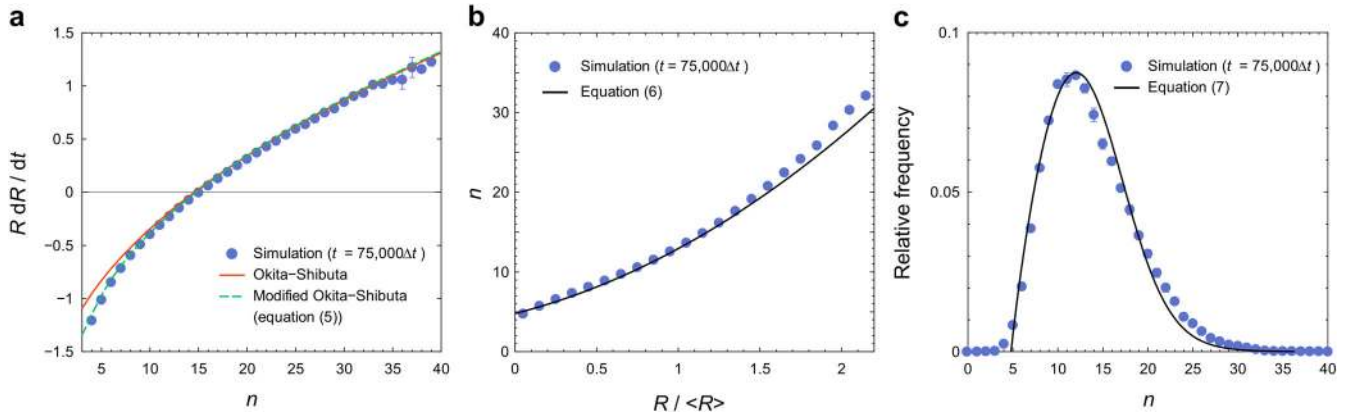 a
1.5
1
0.5
0
−0.5
−1
−1.5
5 10 15 20 25 30 35 40
R dR / dt
n
Simulation (t = 75,000Δt )
Okita−Shibuta
Modified Okita−Shibuta
(equation (5))
b
40
30
20
10
0
0 0.5 1 1.5 2
n
R / <R>
Simulation (t = 75,000Δt )
Equation (6)
c
0.1
0.05
0
0 5 10 15 20 25 30 35 40
Relative frequency
n
Simulation (t = 75,000Δt )
Equation (7)